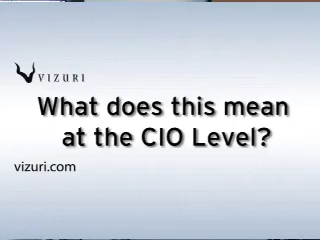 VIZURI
What does this mean
at the CIO Level?
vizuri.com